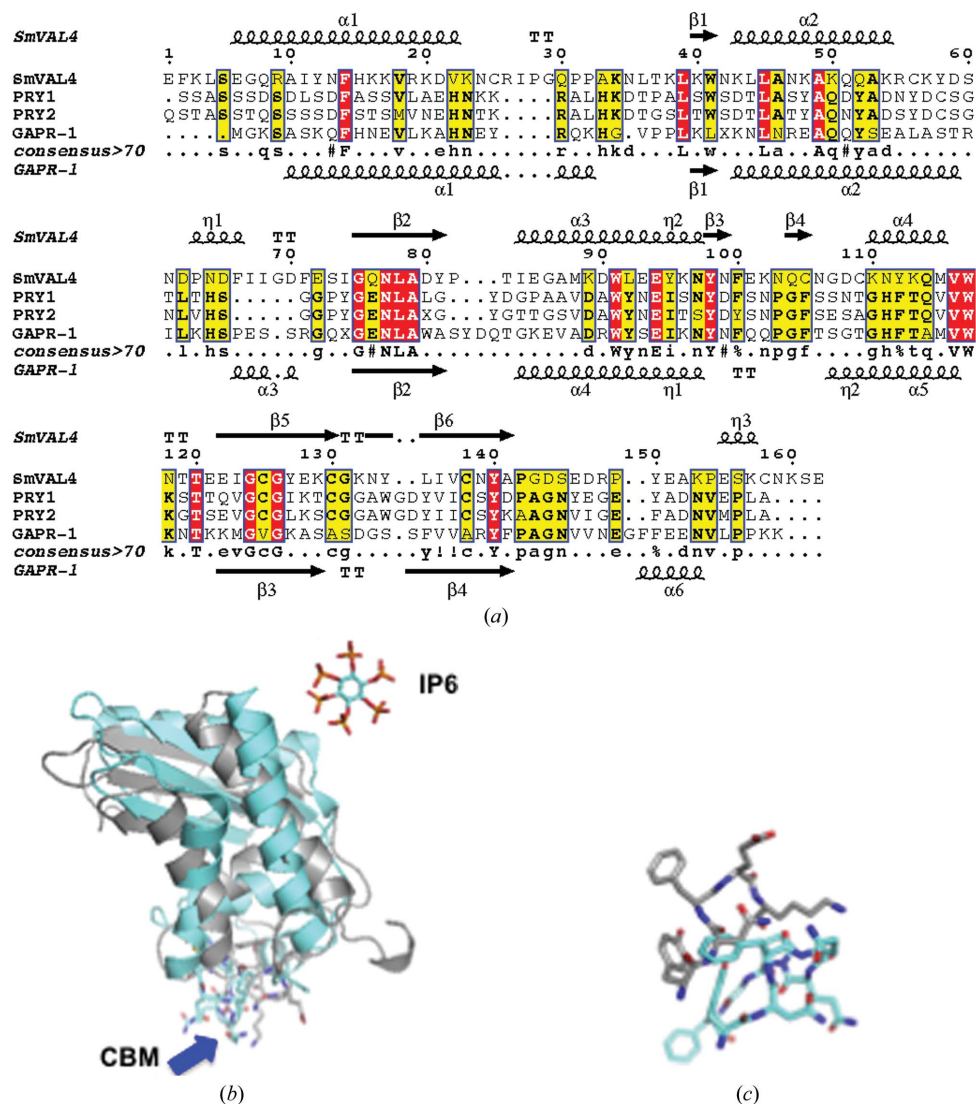 SmVAL4 α1 TT β1 α2
1 10 20 30 40 50
SmVAL4 EFKLSEGQRAIYNFHKKVRKDVKNCRIPGQPPAKNLTKLKWNKLLANKAKQQAKRCKYDS
PRY1 .SSASSSDSDLSDFASSVLAEHNKK....RALHKDTPALSWSDTLASYAQDYADNYDCSG
PRY2 QSTASSTQSSSSDFSTSMVNEHNTK....RALHKDTGSLTWSDTLATYAQNYADSYDCSG
GAPR-1 ....MGKSASKQFHNEVLKAHNEY....RQKHG.VPPLKLXKNLNREAQQYSEALASTR
consensus>70 ....s..qs...#F...v..ehn......r..hkd....L.W...La..Aq#yad.....
GAPR-1 α1 β1 α2
SmVAL4 η1 TT β2 α3 η2 β3 β4 α4
70 80 90 100 110
SmVAL4 NDPNDFIIGDFESIGQNLADYP..TIEGAMKDWLEEYKNYNFEKNQCNGDCKNYKQMVW
PRY1 TLTHS.....GGPYGENLALG..YDGPAAVDAWYNEISNYDFSNPGFSSNTGHFTQVVW
PRY2 NLVHS.....GGPYGENLALG..YGTTGSVDAWYNEITSYDYSNPGFSESAGHFTQVVW
GAPR-1 ILKHSPES.SRGQXGENLAWASYDQTGKEVADRWYSEIKNYNFQQPGFTSGTGHFTAMVW
consensus>70 .l.hs......g..G#NLA..........d.WynEi.nY#%.npgf....gh%tq.VW
GAPR-1 α3 β2 α4 η1 TT η2 α5
SmVAL4 TT β5 TT β6 η3
120 130 140 150 160
SmVAL4 NTTEEIGCGYEKCGKNY..LIVCNYAPGDSEDRP..YEAKPESKCNKSE
PRY1 KSTTQVGCGIKTCGGAWGDYVICSYDPAGNYEGE..YADNVEPLA....
PRY2 KGTSEVGCGLKSCGGAWGDYIICSYKAAGNVIGE..FADNVMPLA....
GAPR-1 KNTKKMGVGKASASDGS.SFVVARYFPAGNVVNEGFFEENVLPPKK...
consensus>70 k.T.evGcG...cg....y!!c.Y.pagn..e..%.dnv.p......
GAPR-1 β3 TT β4 α6
(a)
IP6
CBM
(b)
(c)